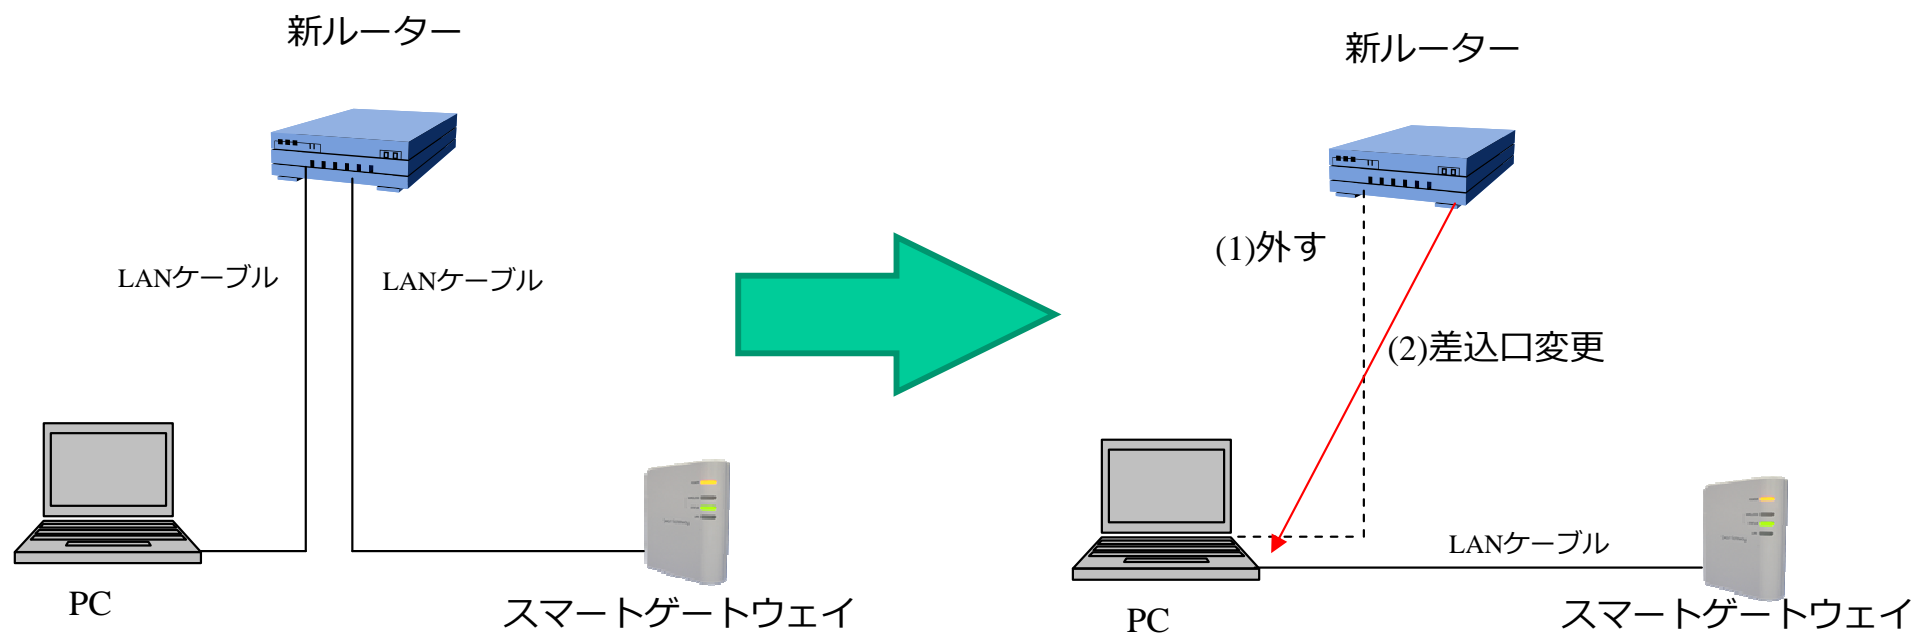 新ルーター
LANケーブル
LANケーブル
PC
スマートゲートウェイ
新ルーター
(1)外す
(2)差込口変更
LANケーブル
PC
スマートゲートウェイ